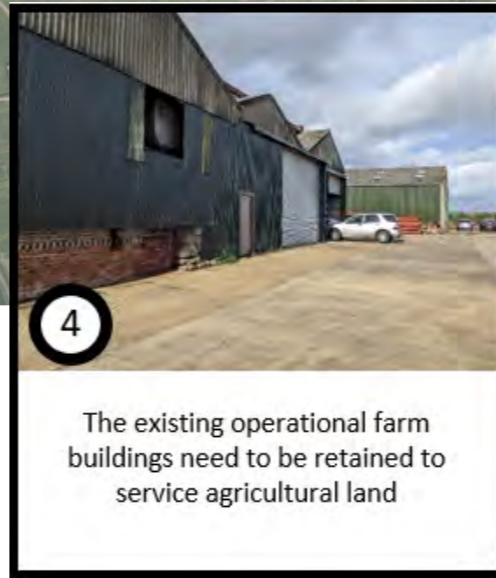 4
The existing operational farm
buildings need to be retained to
service agricultural land